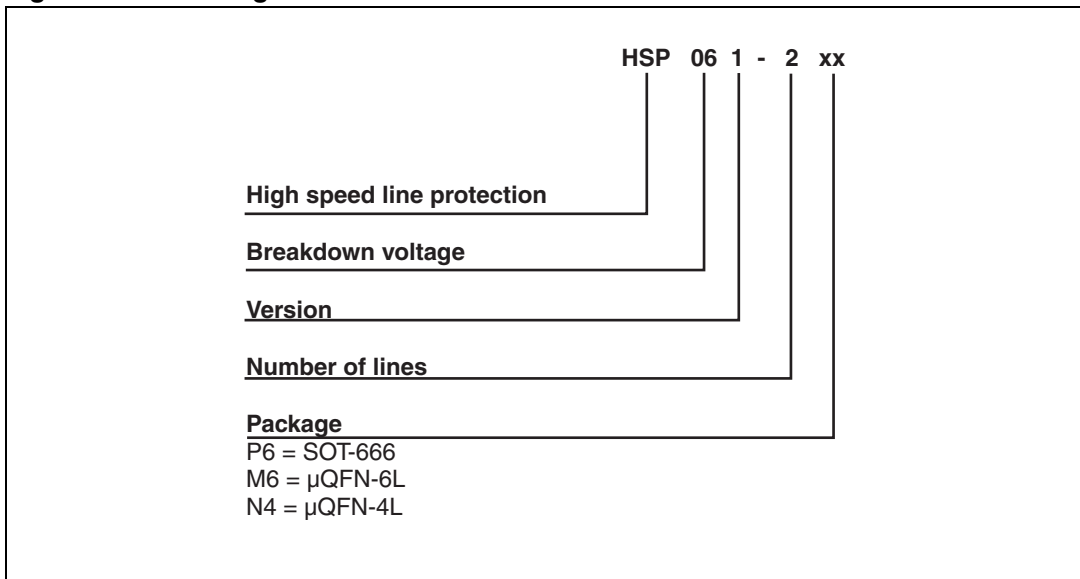 HSP 06 1 - 2 xx
High speed line protection
Breakdown voltage
Version
Number of lines
Package
P6 = SOT-666
M6 = µQFN-6L
N4 = µQFN-4L